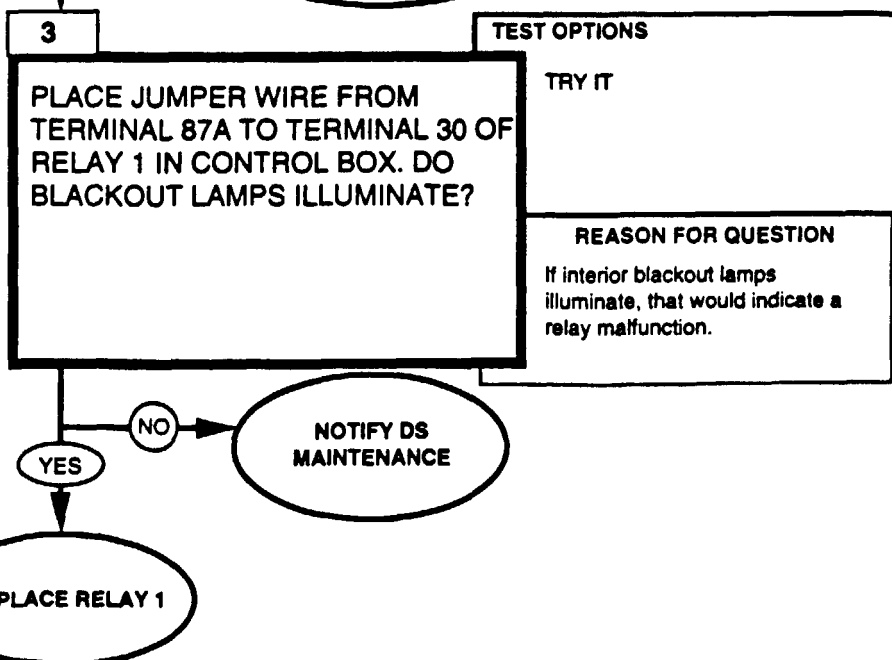 3
PLACE JUMPER WIRE FROM
TERMINAL 87A TO TERMINAL 30 OF
RELAY 1 IN CONTROL BOX. DO
BLACKOUT LAMPS ILLUMINATE?
TEST OPTIONS
TRY IT
REASON FOR QUESTION
If interior blackout lamps
illuminate, that would indicate a
relay malfunction.
NO
NOTIFY DS
MAINTENANCE
YES
PLACE RELAY 1